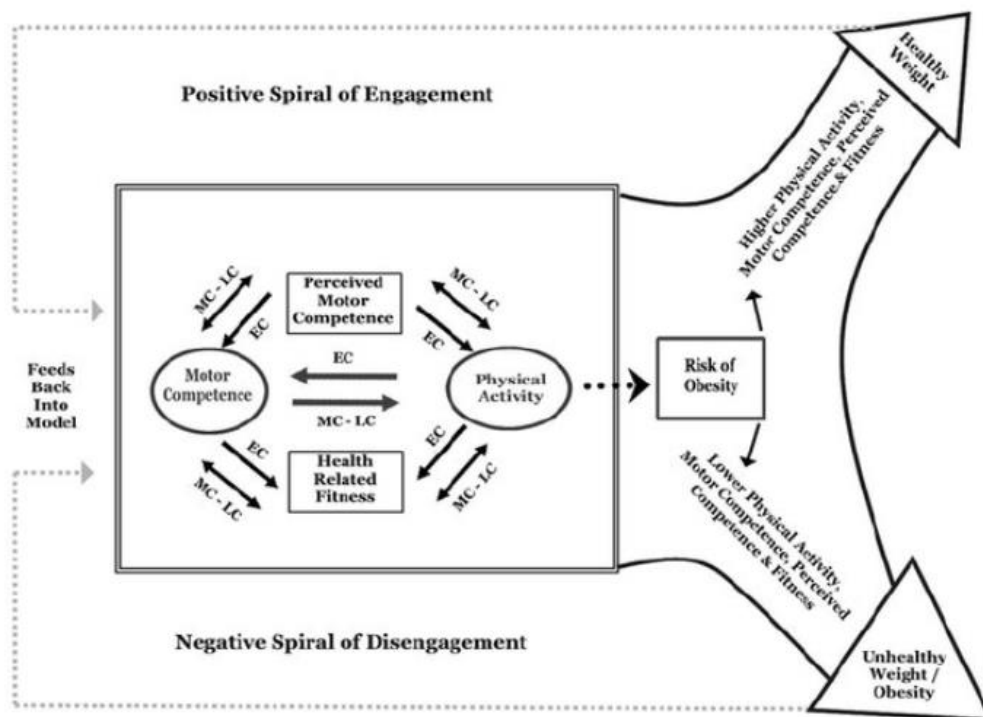 Positive Spiral of Engagement
Healthy
Weight
Higher Physical Activity,
Motor Competence, Perceived
Competence & Fitness
MC - LC
EC
Perceived
Motor
Competence
MC - LC
EC
Feeds
Back
Into
Model
Motor
Competence
EC
MC - LC
Physical
Activity
Risk of
Obesity
EC
MC - LC
Health
Related
Fitness
EC
MC - LC
Lower Physical Activity,
Motor Competence, Perceived
Competence & Fitness
Negative Spiral of Disengagement
Unhealthy
Weight /
Obesity